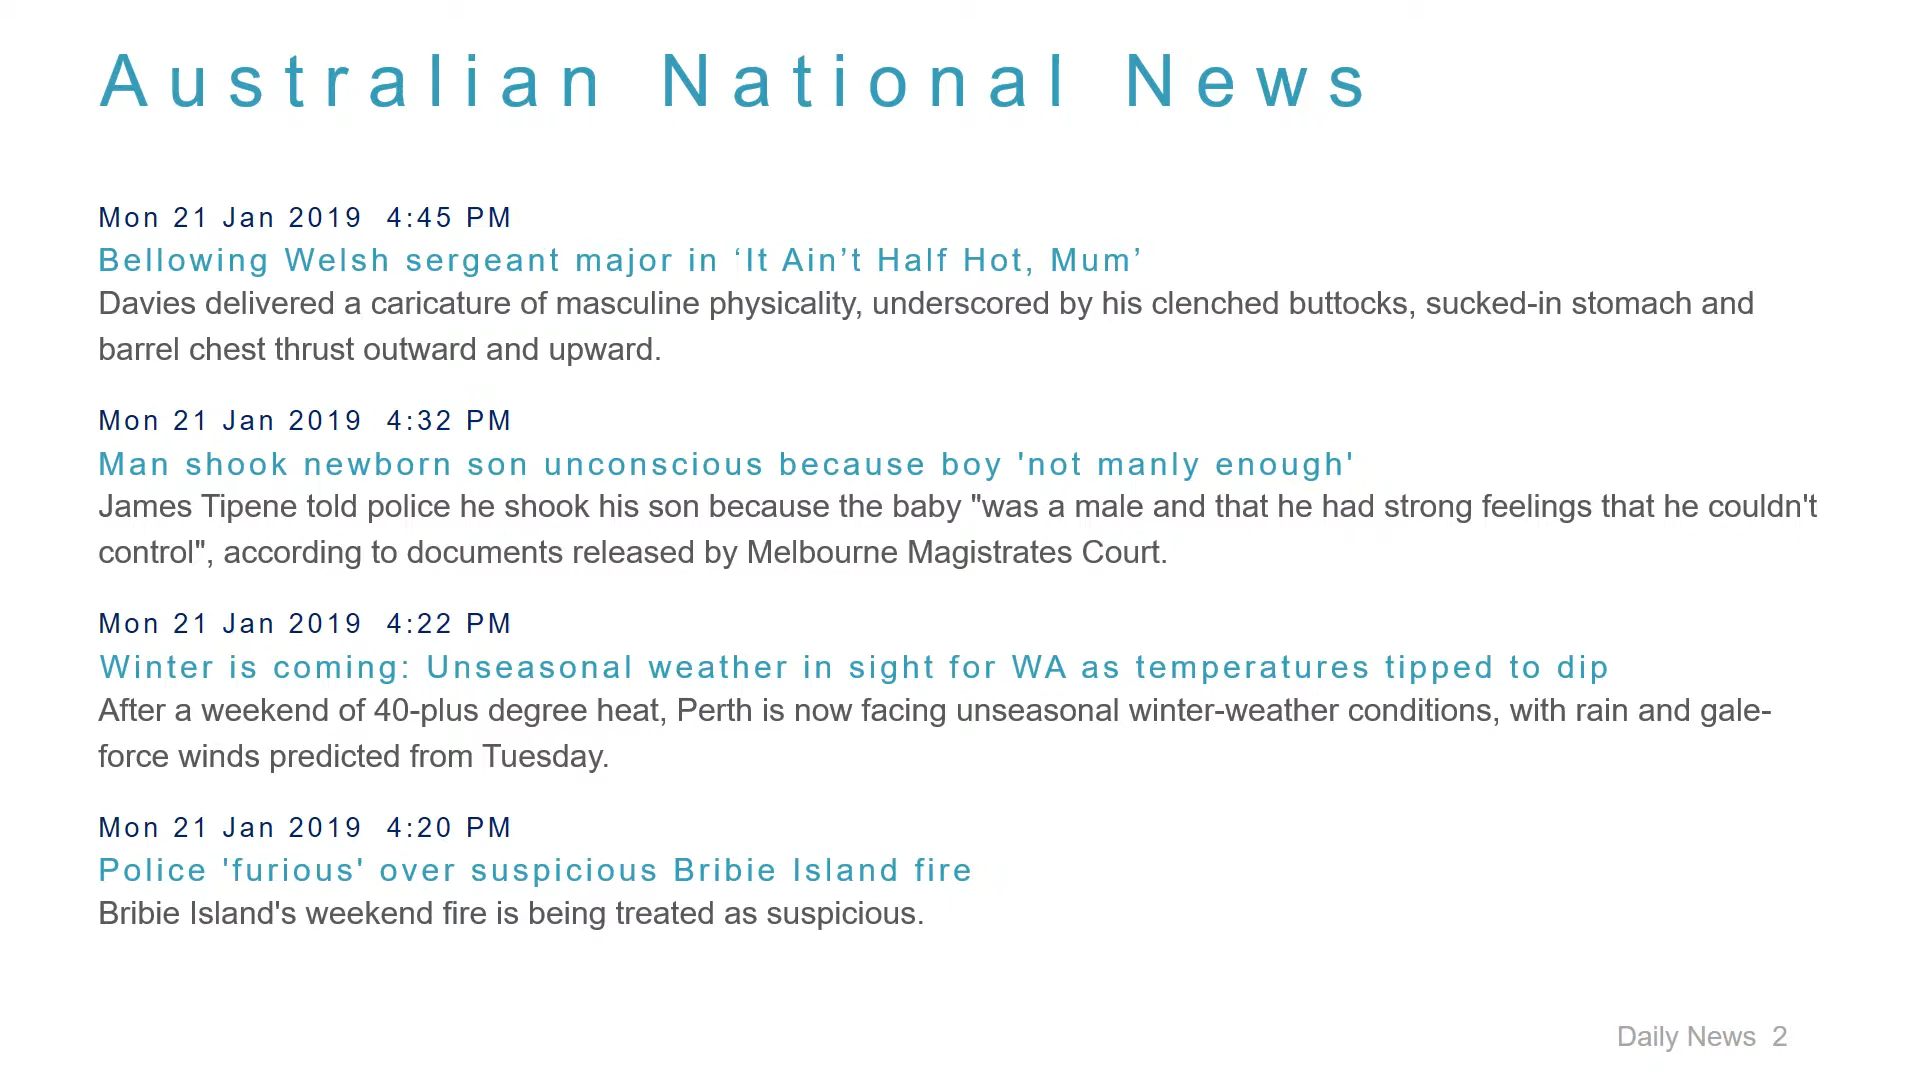 Australian National News
Mon 21 Jan 2019  4:45 PM
Bellowing Welsh sergeant major in ‘It Ain’t Half Hot, Mum’
Davies delivered a caricature of masculine physicality, underscored by his clenched buttocks, sucked-in stomach and
barrel chest thrust outward and upward.
Mon 21 Jan 2019  4:32 PM
Man shook newborn son unconscious because boy 'not manly enough'
James Tipene told police he shook his son because the baby "was a male and that he had strong feelings that he couldn't
control", according to documents released by Melbourne Magistrates Court.
Mon 21 Jan 2019  4:22 PM
Winter is coming: Unseasonal weather in sight for WA as temperatures tipped to dip
After a weekend of 40-plus degree heat, Perth is now facing unseasonal winter-weather conditions, with rain and gale-
force winds predicted from Tuesday.
Mon 21 Jan 2019  4:20 PM
Police 'furious' over suspicious Bribie Island fire
Bribie Island's weekend fire is being treated as suspicious.
Daily News  2